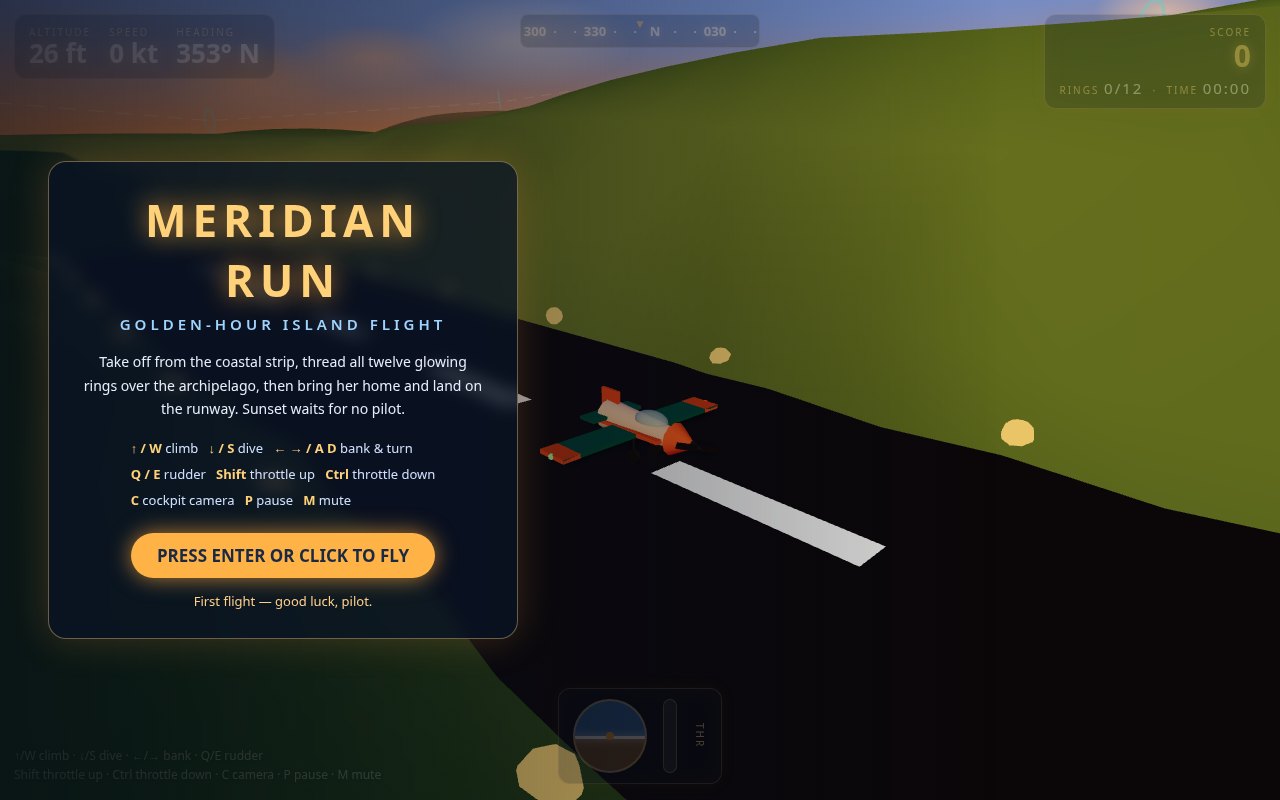 ALTITUDE SPEED HEADING
26 ft 0 kt 353° N
300 · · 330 · · N · · 030 · ·
SCORE
0
RINGS 0/12 · TIME 00:00
MERIDIAN
RUN
GOLDEN-HOUR ISLAND FLIGHT
Take off from the coastal strip, thread all twelve glowing
rings over the archipelago, then bring her home and land on
the runway. Sunset waits for no pilot.
↑ / W climb ↓ / S dive ← → / A D bank & turn
Q / E rudder Shift throttle up Ctrl throttle down
C cockpit camera P pause M mute
PRESS ENTER OR CLICK TO FLY
First flight — good luck, pilot.
THR
↑/W climb · ↓/S dive · ←/→ bank · Q/E rudder
Shift throttle up · Ctrl throttle down · C camera · P pause · M mute